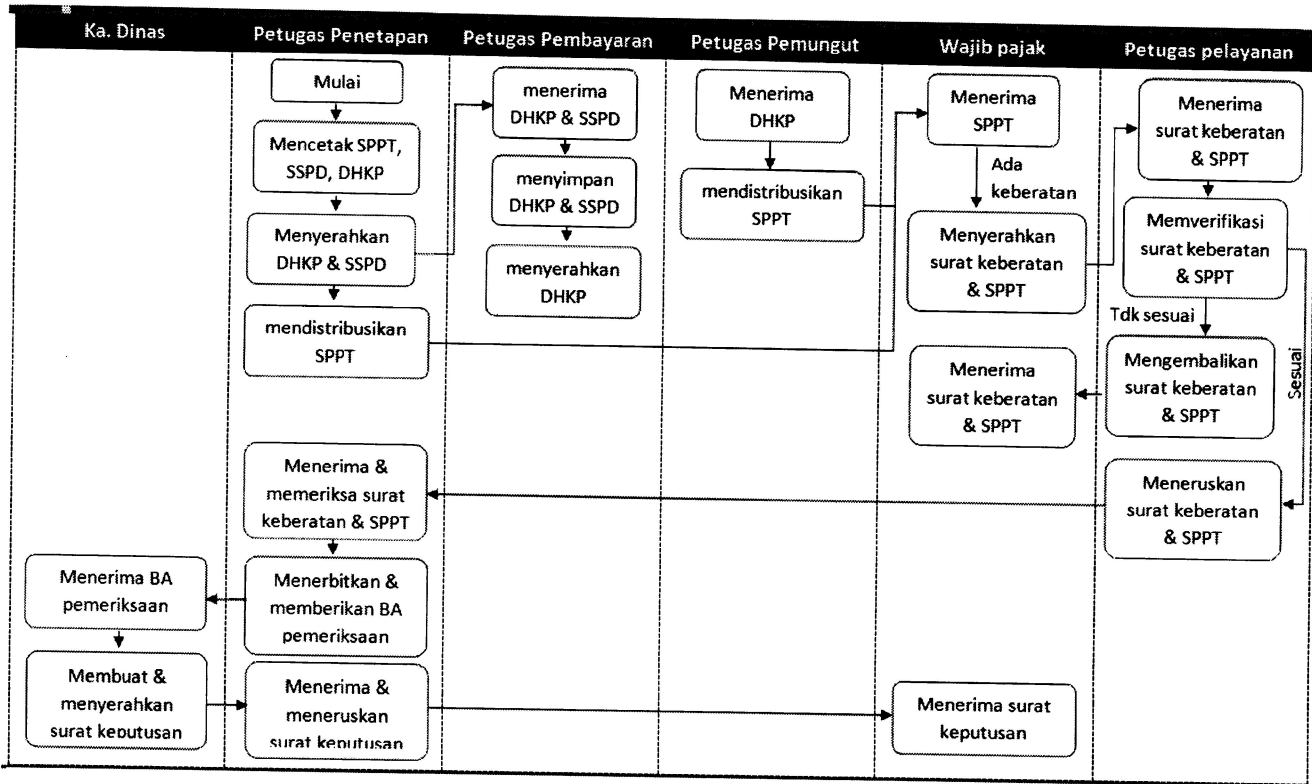 Ka. Dinas
Petugas Penetapan
Petugas Pembayaran
Petugas Pemungut
Wajib pajak
Petugas pelayanan
Mulai
Mencetak SPPT,
SSPD, DHKP
Menyerahkan
DHKP & SSPD
mendistribusikan
SPPT
menerima
DHKP & SSPD
menyimpan
DHKP & SSPD
menyerahkan
DHKP
Menerima
DHKP
mendistribusikan
SPPT
Menerima
SPPT
Ada
keberatan
Menyerahkan
surat keberatan
& SPPT
Menerima
surat keberatan
& SPPT
Memverifikasi
surat keberatan
& SPPT
Tdk sesuai
Sesuai
Mengembalikan
surat keberatan
& SPPT
Menerima
surat keberatan
& SPPT
Meneruskan
surat keberatan
& SPPT
Menerima &
memeriksa surat
keberatan & SPPT
Menerbitkan &
memberikan BA
pemeriksaan
Menerima BA
pemeriksaan
Membuat &
menyerahkan
surat keputusan
Menerima &
meneruskan
surat keputusan
Menerima surat
keputusan